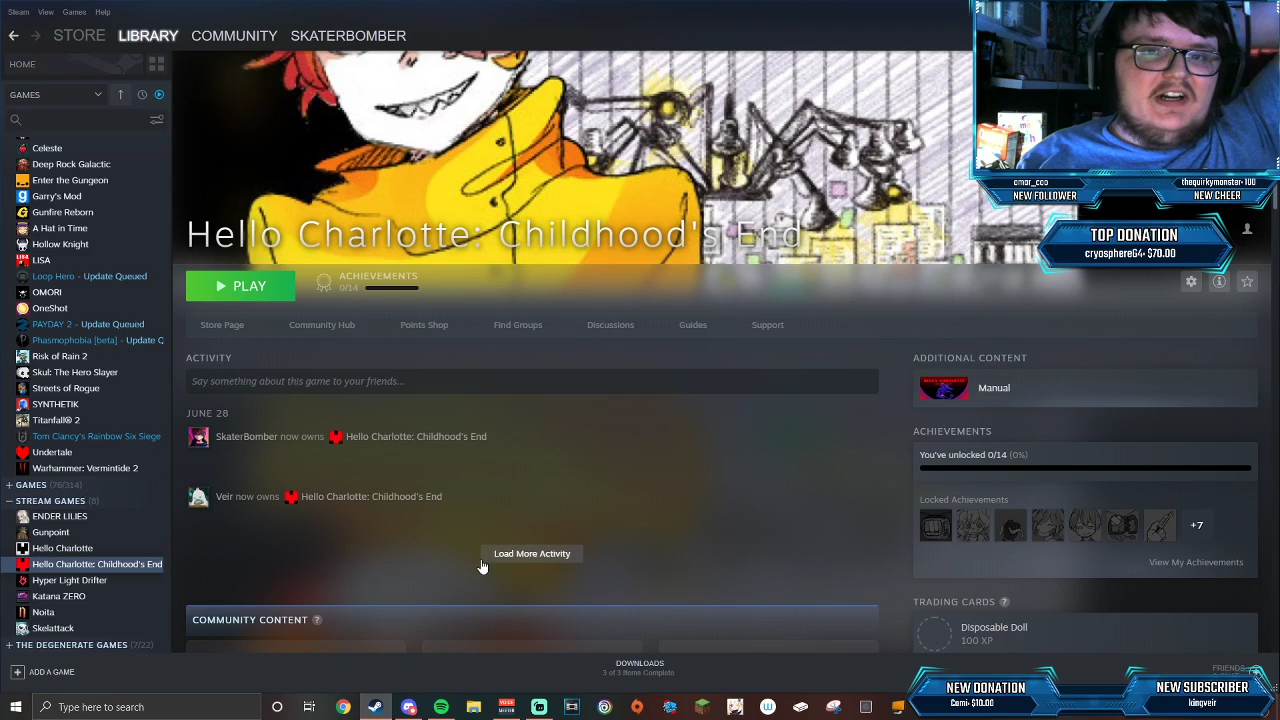 Steam View Games Help
STORE LIBRARY COMMUNITY SKATERBOMBER
HOME
GAMES
Celeste
Deep Rock Galactic
Enter the Gungeon
Garry's Mod
Gunfire Reborn
A Hat in Time
Hollow Knight
LISA
Loop Hero - Update Queued
OMORI
OneShot
PAYDAY 2 - Update Queued
Phasmophobia [beta] - Update Q
Risk of Rain 2
Skul: The Hero Slayer
Streets of Rogue
SYNTHETIK
Titanfall® 2
Tom Clancy's Rainbow Six Siege
Undertale
Warhammer: Vermintide 2
+ GAMES (76/314)
– STREAM GAMES (8)
ENDER LILIES
Gunpoint
Hello Charlotte
Hello Charlotte: Childhood's End
Hyper Light Drifter
Katana ZERO
Noita
Skelattack
+ THE DEGENERATE GAMES (7/22)
ADD A GAME
Hello Charlotte: Childhood's End
PLAY
ACHIEVEMENTS
0/14
Store Page Community Hub Points Shop Find Groups Discussions Guides Support
ACTIVITY
Say something about this game to your friends...
JUNE 28
SkaterBomber now owns Hello Charlotte: Childhood's End
Veir now owns Hello Charlotte: Childhood's End
Load More Activity
COMMUNITY CONTENT ?
ADDITIONAL CONTENT
Manual
ACHIEVEMENTS
You've unlocked 0/14 (0%)
Locked Achievements
+7
View My Achievements
TRADING CARDS ?
Disposable Doll
100 XP
DOWNLOADS
3 of 3 Items Complete
FRIENDS
omar_coo
NEW FOLLOWER
thequirkymonster 100
NEW CHEER
TOP DONATION
cryosphere64 $70.00
NEW DONATION
Cami $10.00
NEW SUBSCRIBER
kingveir
Type here to search